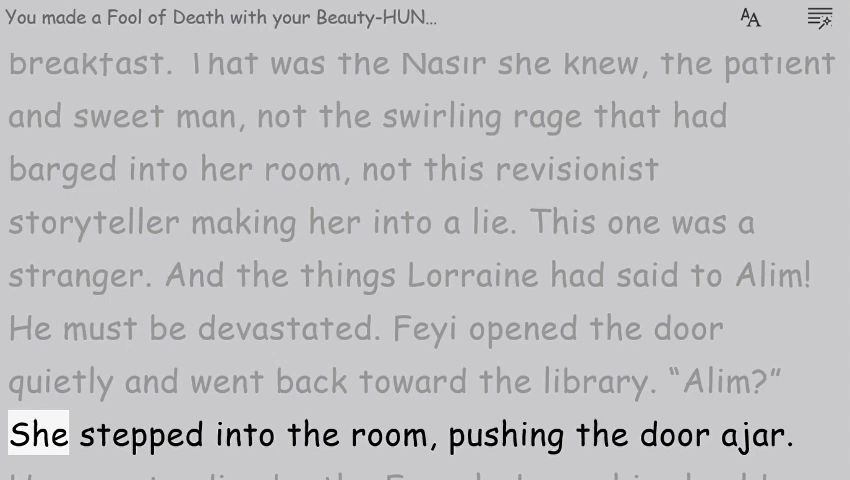 You made a Fool of Death with your Beauty-HUN...
breakfast. That was the Nasir she knew, the patient
and sweet man, not the swirling rage that had
barged into her room, not this revisionist
storyteller making her into a lie. This one was a
stranger. And the things Lorraine had said to Alim!
He must be devastated. Feyi opened the door
quietly and went back toward the library. “Alim?”
She stepped into the room, pushing the door ajar.